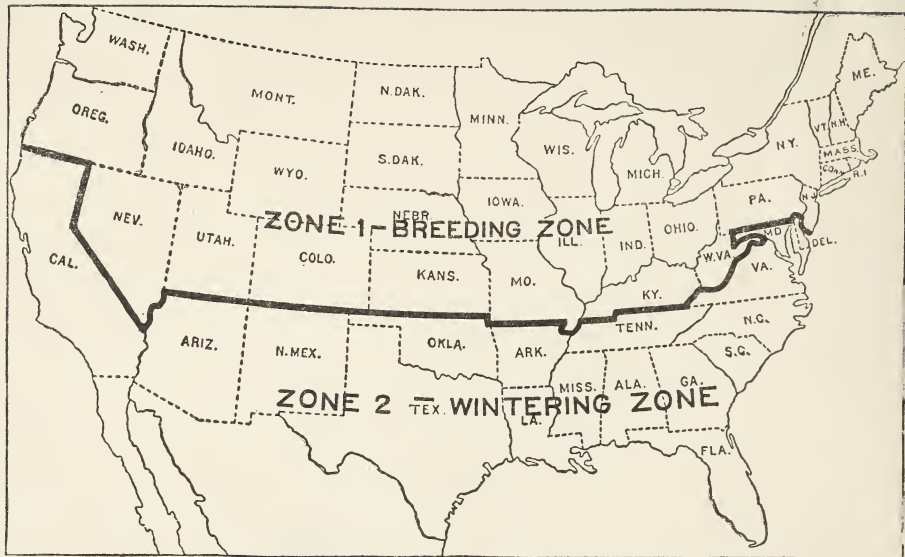 WASH.
ME.
MONT.
N.DAK.
MINN.
OREG.
VT.
N.H.
N.Y.
IDAHO.
S.DAK.
WIS.
MICH.
MASS.
CONN.
R.I
WYO.
IOWA.
PA.
N.J.
NEBR.
NEV.
ZONE 1-BREEDING ZONE
OHIO.
UTAH.
ILL.
IND.
MD
DEL.
COLO.
W.VA.
VA.
CAL.
KANS.
MO.
KY.
N.C.
TENN.
ARIZ.
OKLA.
ARK.
S.C.
N.MEX.
MISS.
ALA.
GA.
ZONE 2 - WINTERING ZONE
TEX.
LA.
FLA.